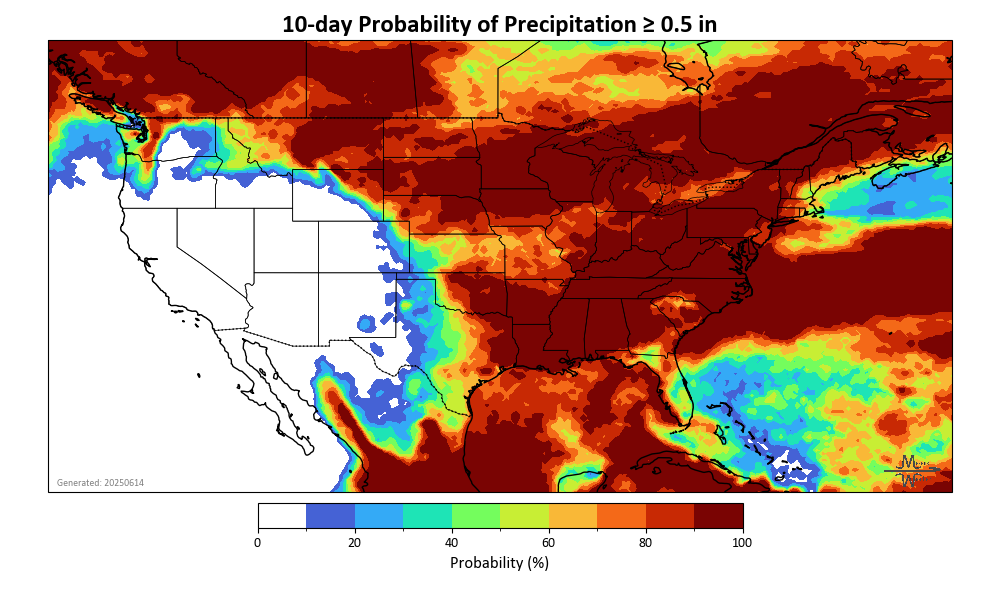 10-day Probability of Precipitation ≥ 0.5 in
Generated: 20250614
0 20 40 60 80 100
Probability (%)